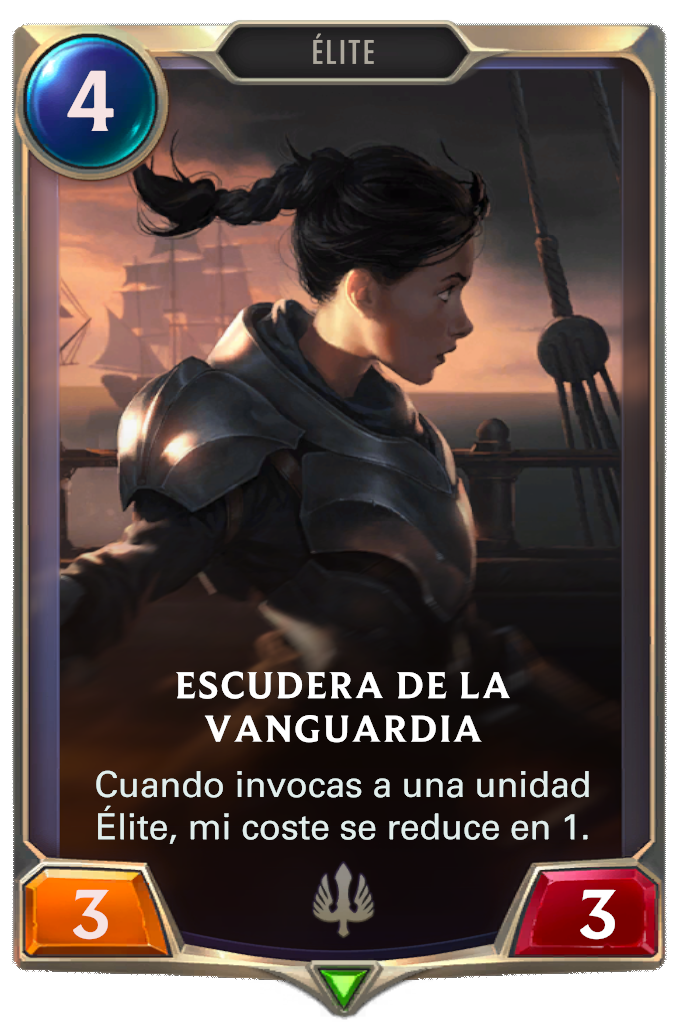 ÉLITE
4
ESCUDERA DE LA
VANGUARDIA
Cuando invocas a una unidad
Élite, mi coste se reduce en 1.
3
3